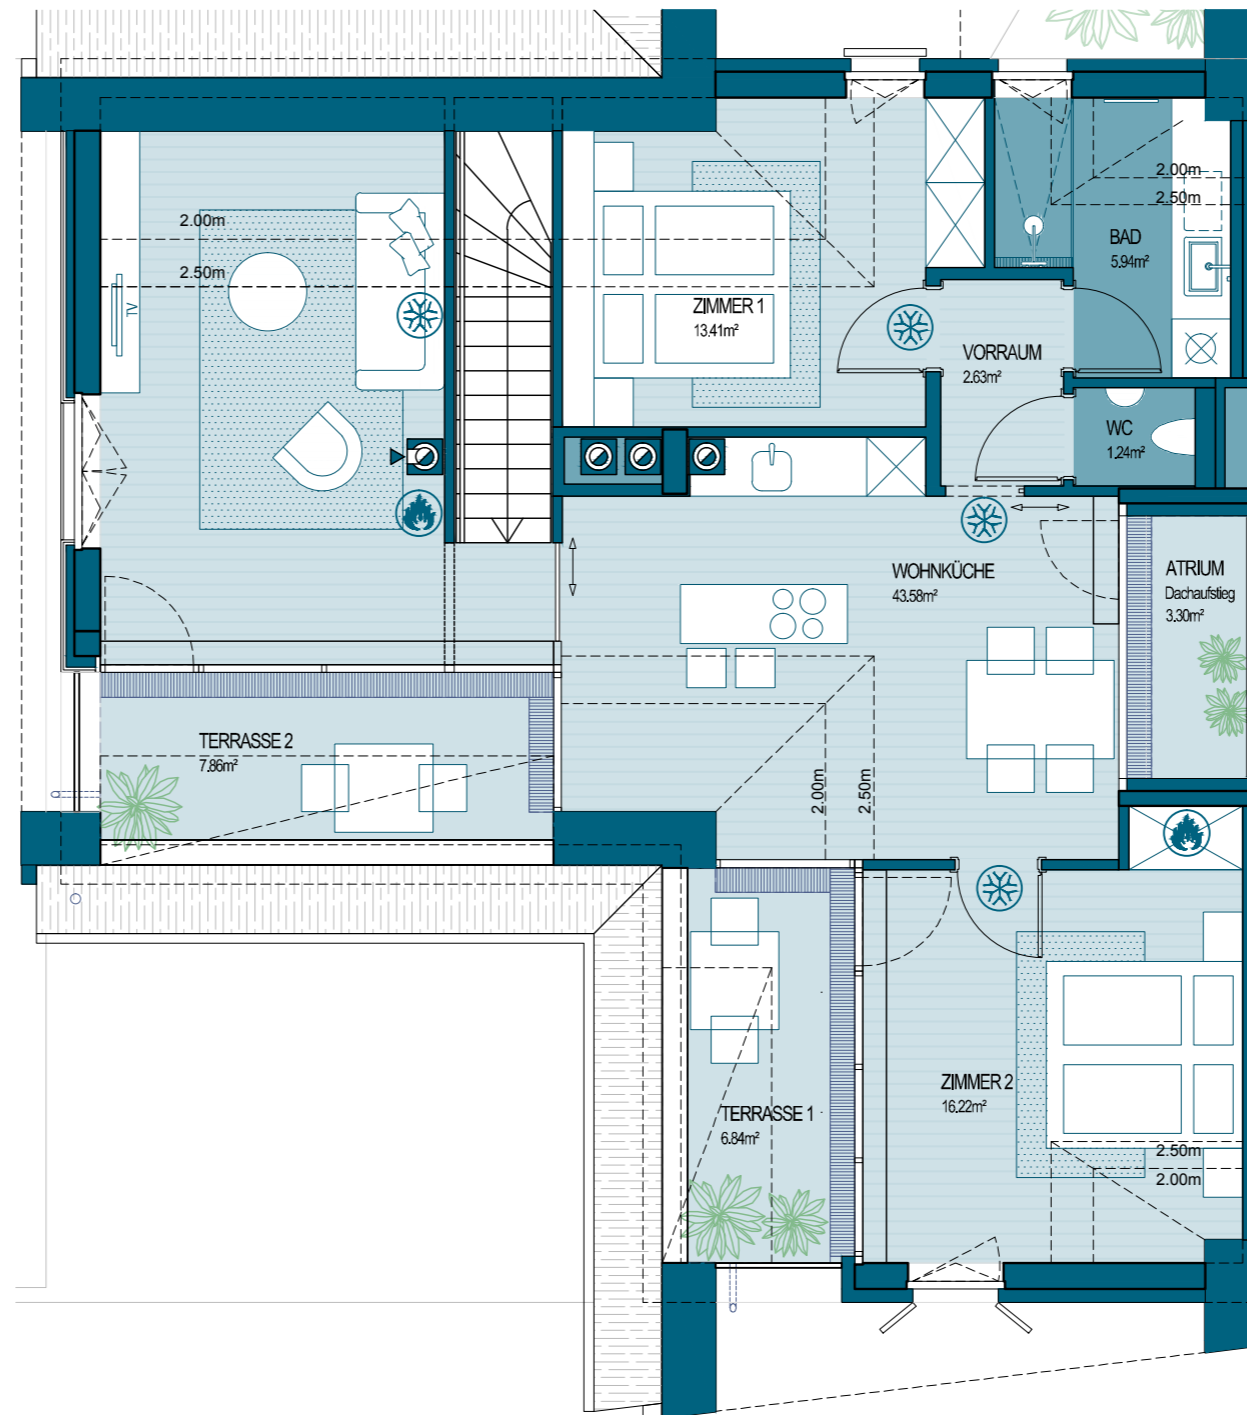 2.00m
2.50m
TV
ZIMMER 1
13.41m²
2.00m
2.50m
BAD
5.94m²
VORRAUM
2.63m²
WC
1.24m²
WOHNKÜCHE
43.58m²
ATRIUM
Dachaufstieg
3.30m²
TERRASSE 2
7.86m²
2.00m
2.50m
TERRASSE 1
6.84m²
ZIMMER 2
16.22m²
2.50m
2.00m